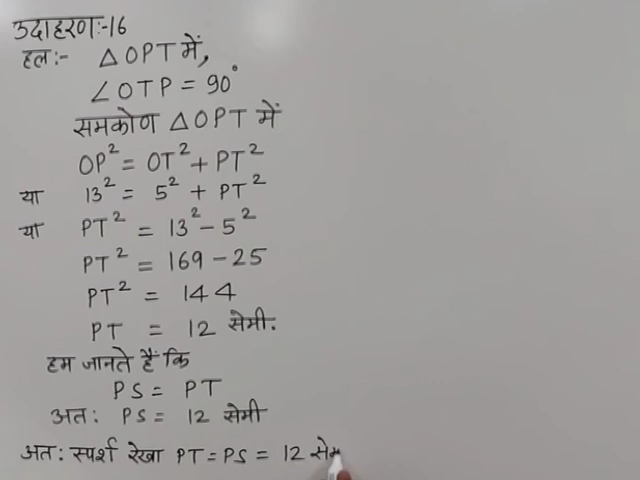 उदाहरण:-16
हल:- △OPT में,
∠OTP = 90°
समकोण △OPT में
OP² = OT² + PT²
या 13² = 5² + PT²
या PT² = 13² - 5²
PT² = 169 - 25
PT² = 144
PT = 12 सेमी.
हम जानते हैं कि
PS = PT
अत: PS = 12 सेमी
अत: स्पर्श रेखा PT = PS = 12